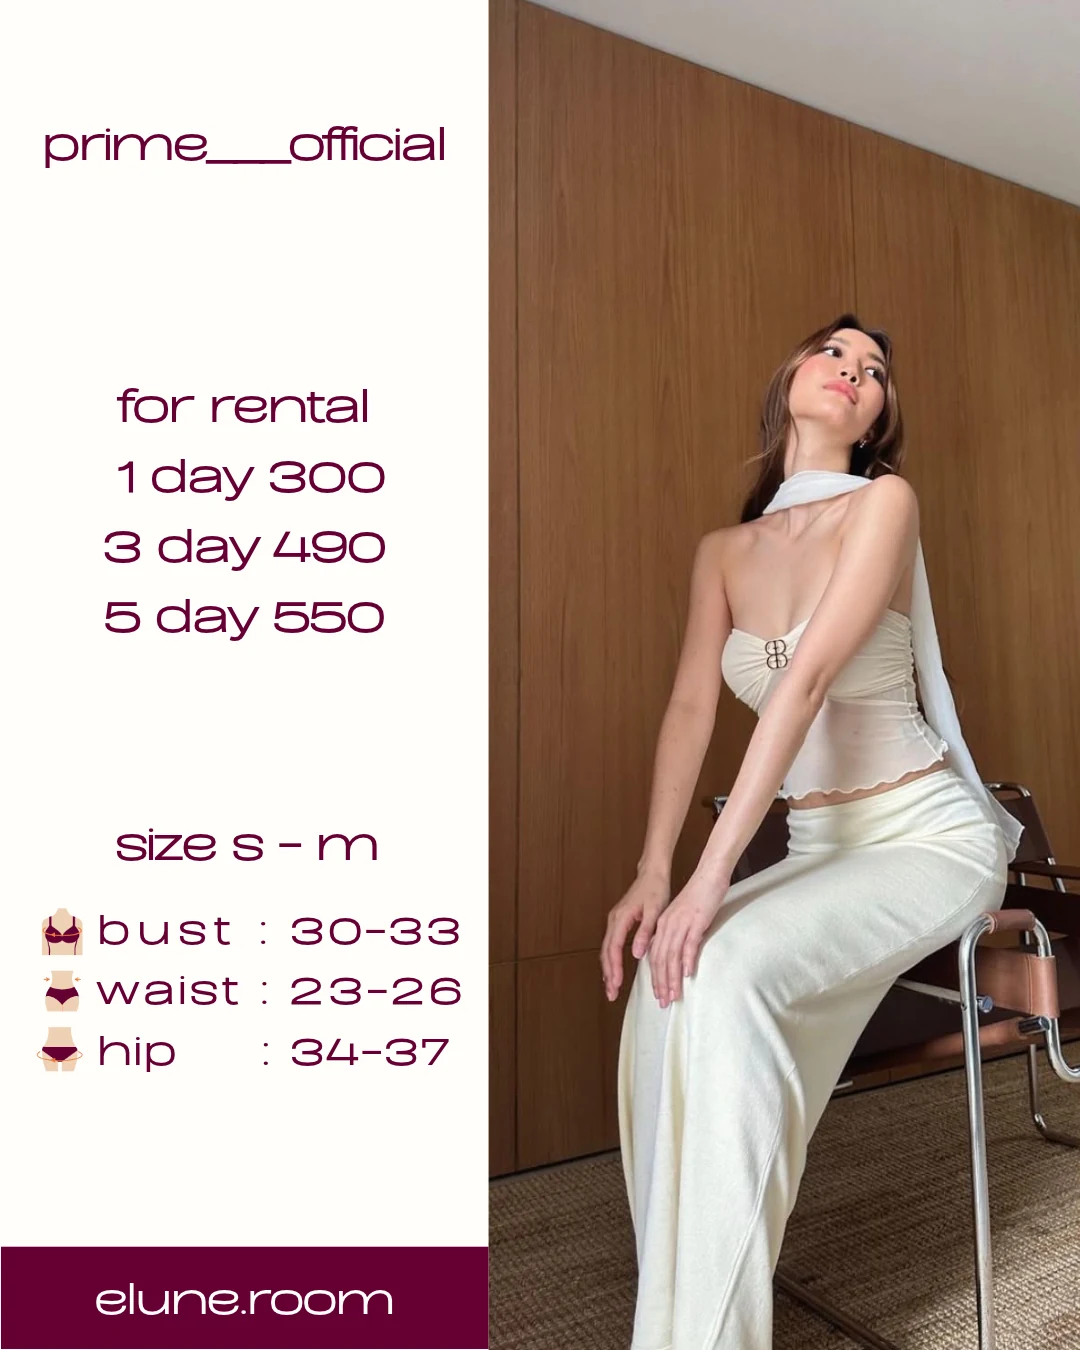 prime___official
for rental
1 day 300
3 day 490
5 day 550
size s - m
bust : 30-33
waist : 23-26
hip : 34-37
elune.room